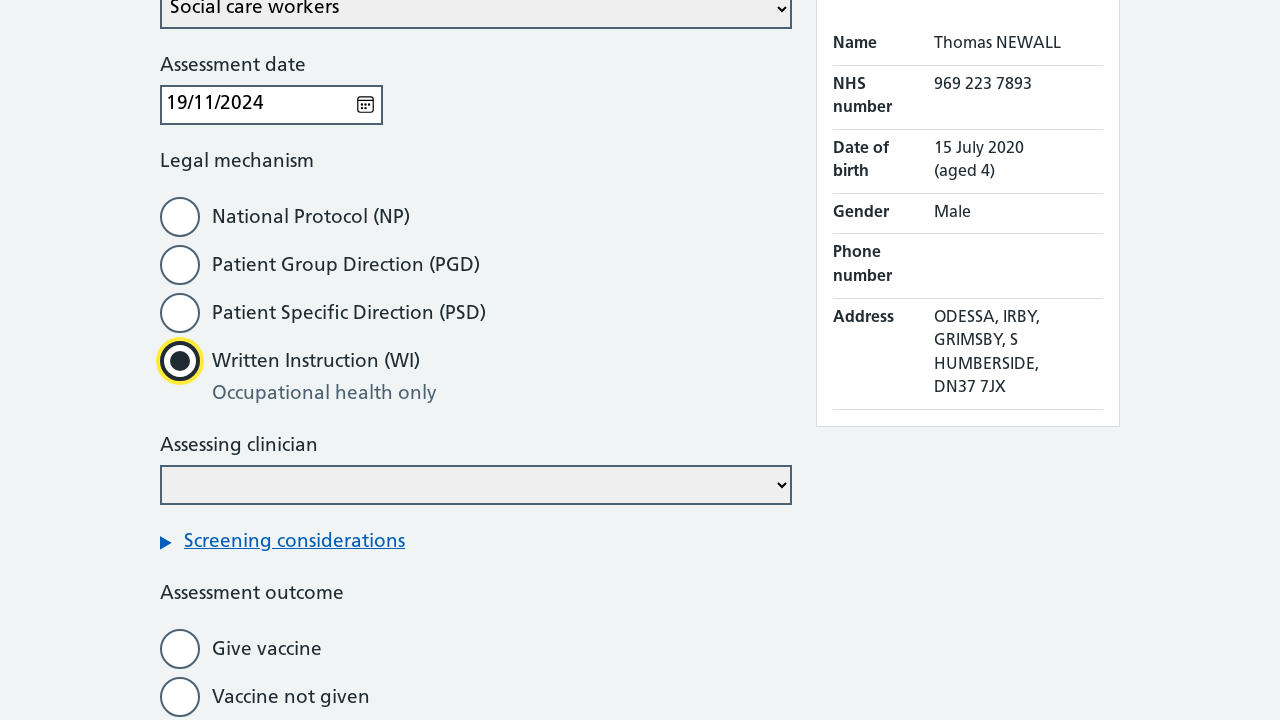 Social care workers
Assessment date
19/11/2024
Legal mechanism
National Protocol (NP)
Patient Group Direction (PGD)
Patient Specific Direction (PSD)
Written Instruction (WI)
Occupational health only
Assessing clinician
Screening considerations
Assessment outcome
Give vaccine
Vaccine not given
Name Thomas NEWALL
NHS number 969 223 7893
Date of birth 15 July 2020
(aged 4)
Gender Male
Phone number
Address ODESSA, IRBY,
GRIMSBY, S
HUMBERSIDE,
DN37 7JX